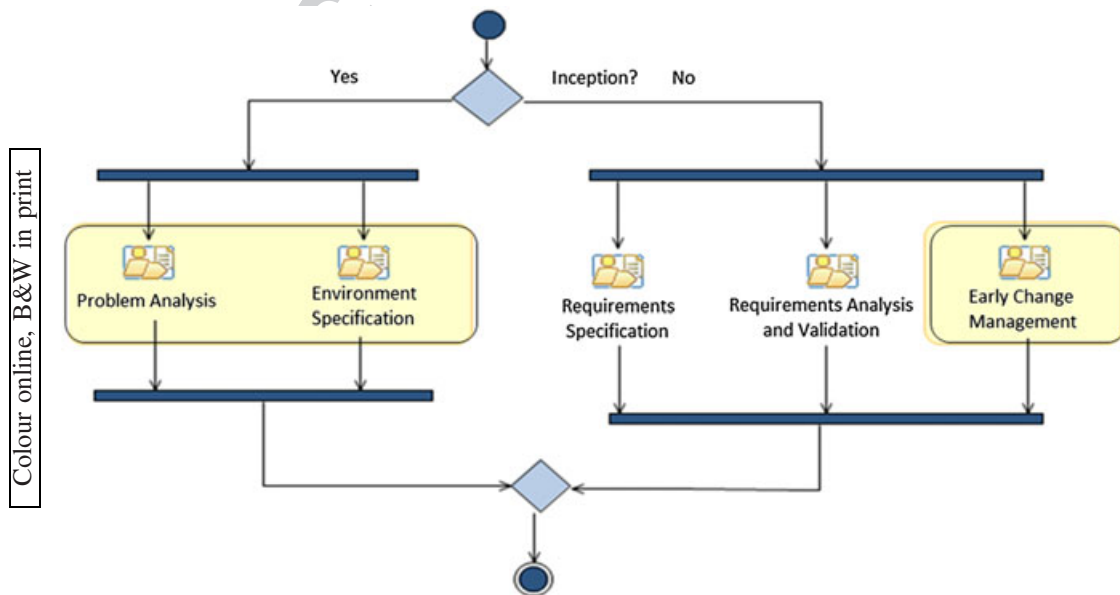 Yes
Inception? No
Colour online, B&W in print
Problem Analysis
Environment
Specification
Requirements
Specification
Requirements Analysis
and Validation
Early Change
Management